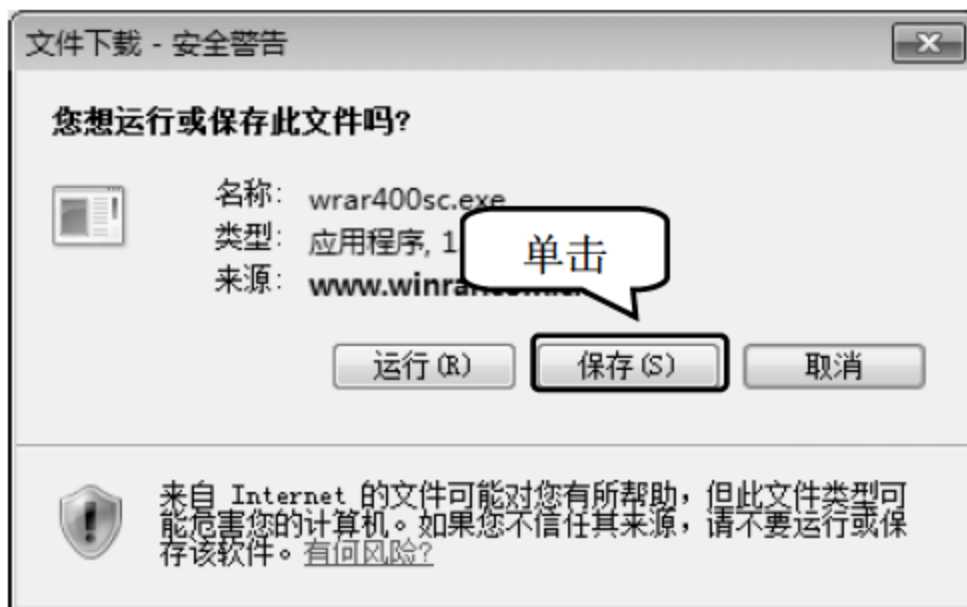 文件下载 - 安全警告
您想运行或保存此文件吗?
名称: wrar400sc.exe
类型: 应用程序, 1
来源:
单击
运行(R) 保存(S) 取消
来自 Internet 的文件可能对您有所帮助，但此文件类型可
能危害您的计算机。如果您不信任其来源，请不要运行或保
存该软件。有何风险?